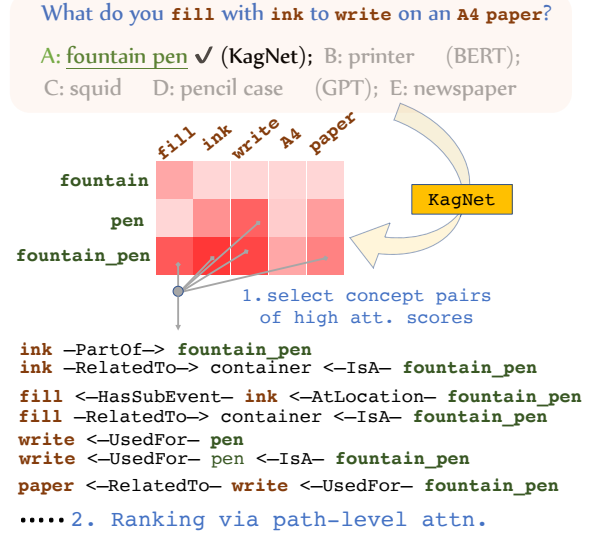 What do you fill with ink to write on an A4 paper?
A: fountain pen ✔ (KagNet); B: printer (BERT);
C: squid D: pencil case (GPT); E: newspaper
fill ink write A4 paper
fountain
KagNet
pen
fountain_pen
1.select concept pairs
of high att. scores
ink —PartOf—> fountain_pen
ink —RelatedTo—> container <—IsA— fountain_pen
fill <—HasSubEvent— ink <—AtLocation— fountain_pen
fill —RelatedTo—> container <—IsA— fountain_pen
write <—UsedFor— pen
write <—UsedFor— pen <—IsA— fountain_pen
paper <—RelatedTo— write <—UsedFor— fountain_pen
..... 2. Ranking via path-level attn.